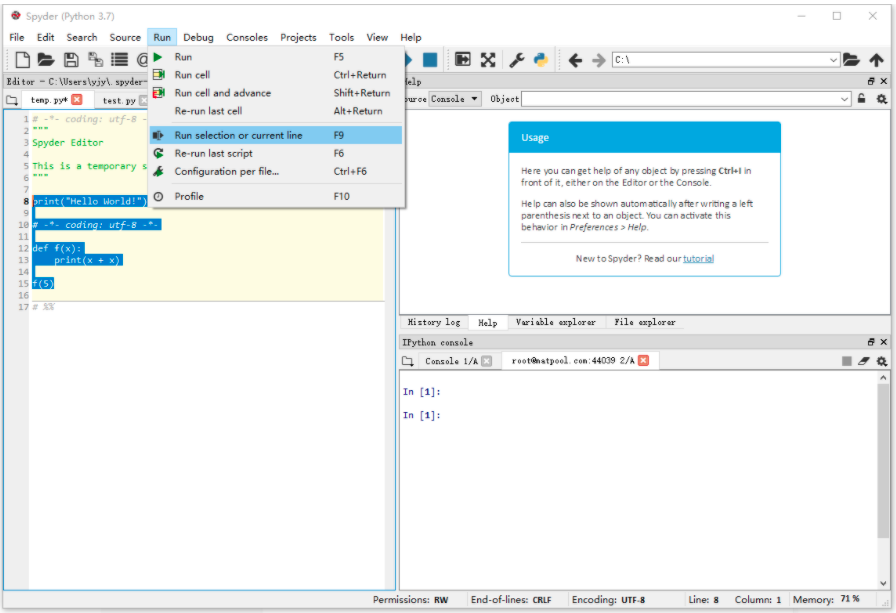 Spyder (Python 3.7)
File Edit Search Source Run Debug Consoles Projects Tools View Help
Run F5
Run cell Ctrl+Return
Run cell and advance Shift+Return
Re-run last cell Alt+Return
Run selection or current line F9
Re-run last script F6
Configuration per file... Ctrl+F6
Profile F10
C:\
Editor - C:\Users\yjy\.spyder-
temp.py* test.py
1 # -*- coding: utf-8 -
2 """
3 Spyder Editor
4
5 This is a temporary s
6 """
7
8 print("Hello World!")
9
10 # -*- coding: utf-8 -*-
11
12 def f(x):
13 print(x + x)
14
15 f(5)
16
17 # %%
elp
ource Console Object
Usage
Here you can get help of any object by pressing Ctrl+I in
front of it, either on the Editor or the Console.
Help can also be shown automatically after writing a left
parenthesis next to an object. You can activate this
behavior in Preferences > Help.
New to Spyder? Read our tutorial
History log Help Variable explorer File explorer
IPython console
Console 1/A root@matpool.com:44039 2/A
In [1]:
In [1]:
Permissions: RW End-of-lines: CRLF Encoding: UTF-8 Line: 8 Column: 1 Memory: 71 %